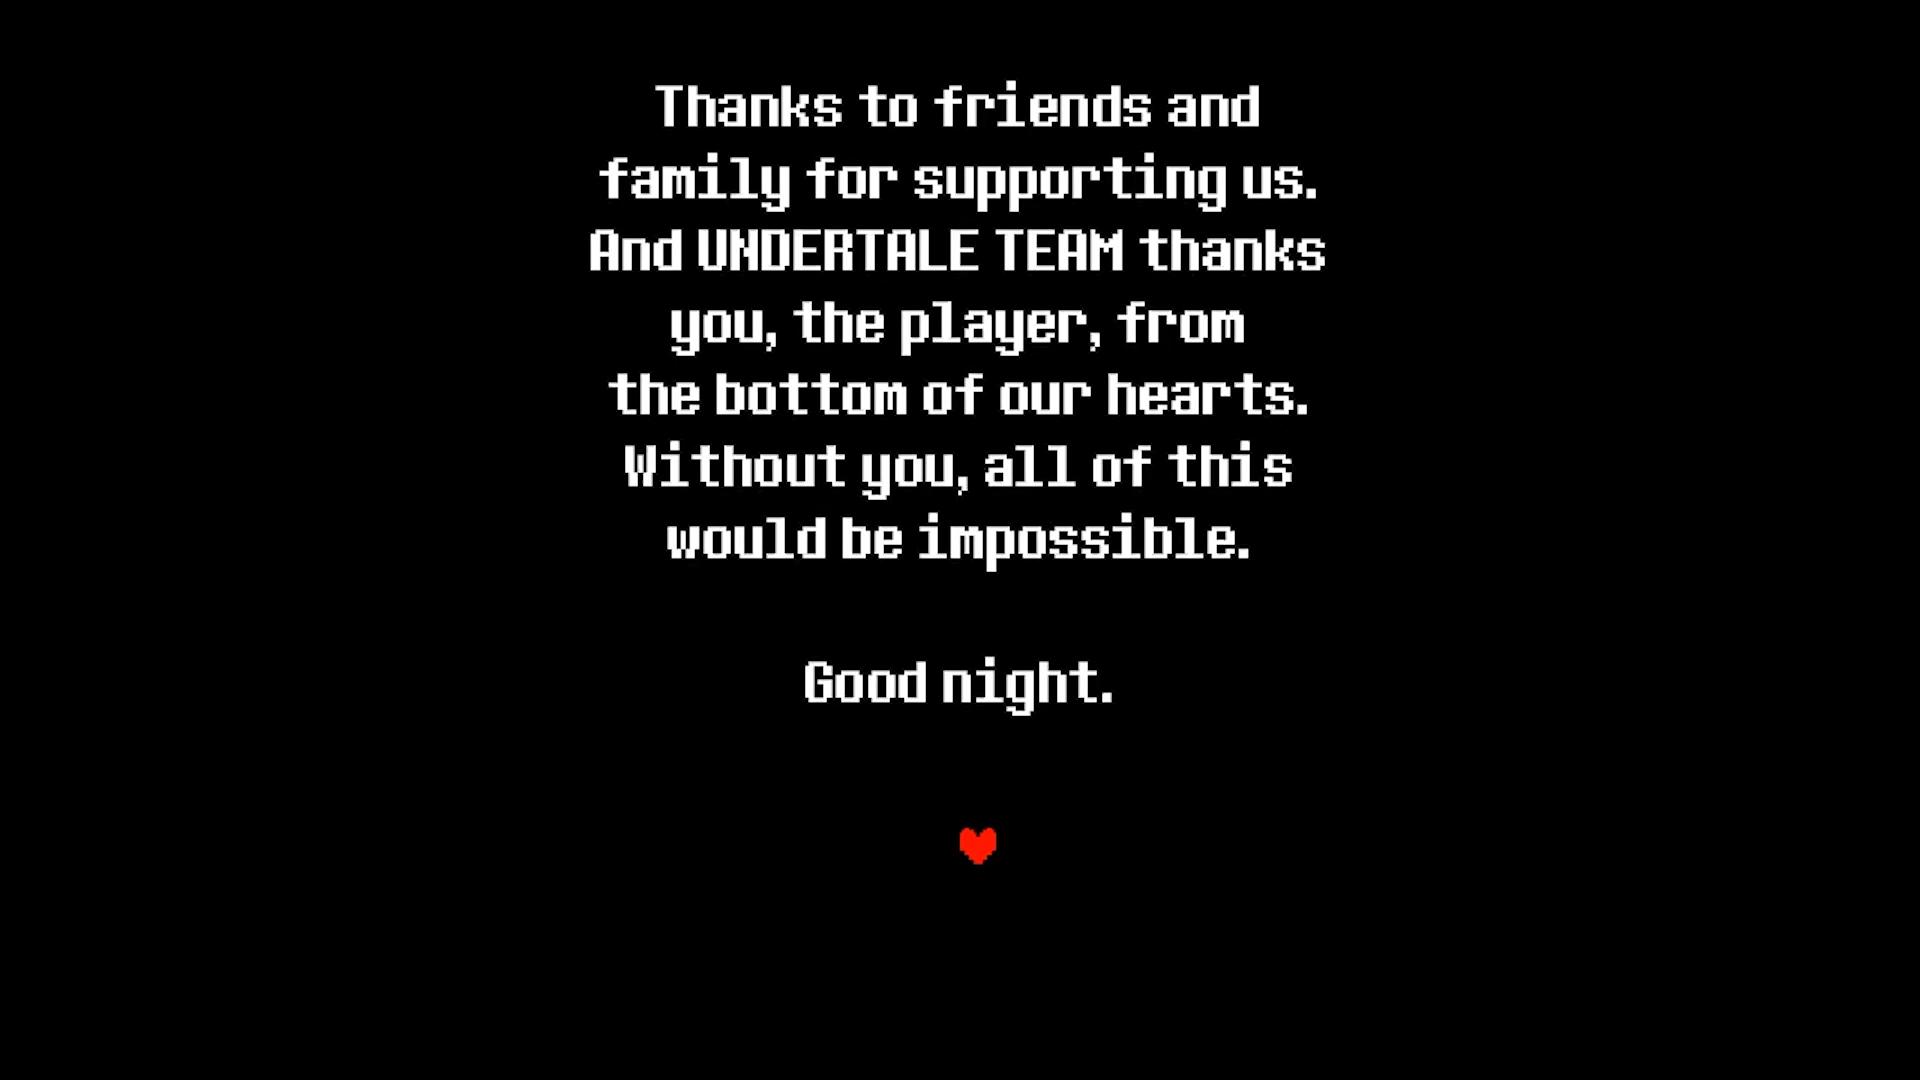 Thanks to friends and
family for supporting us.
And UNDERTALE TEAM thanks
you, the player, from
the bottom of our hearts.
Without you, all of this
would be impossible.
Good night.